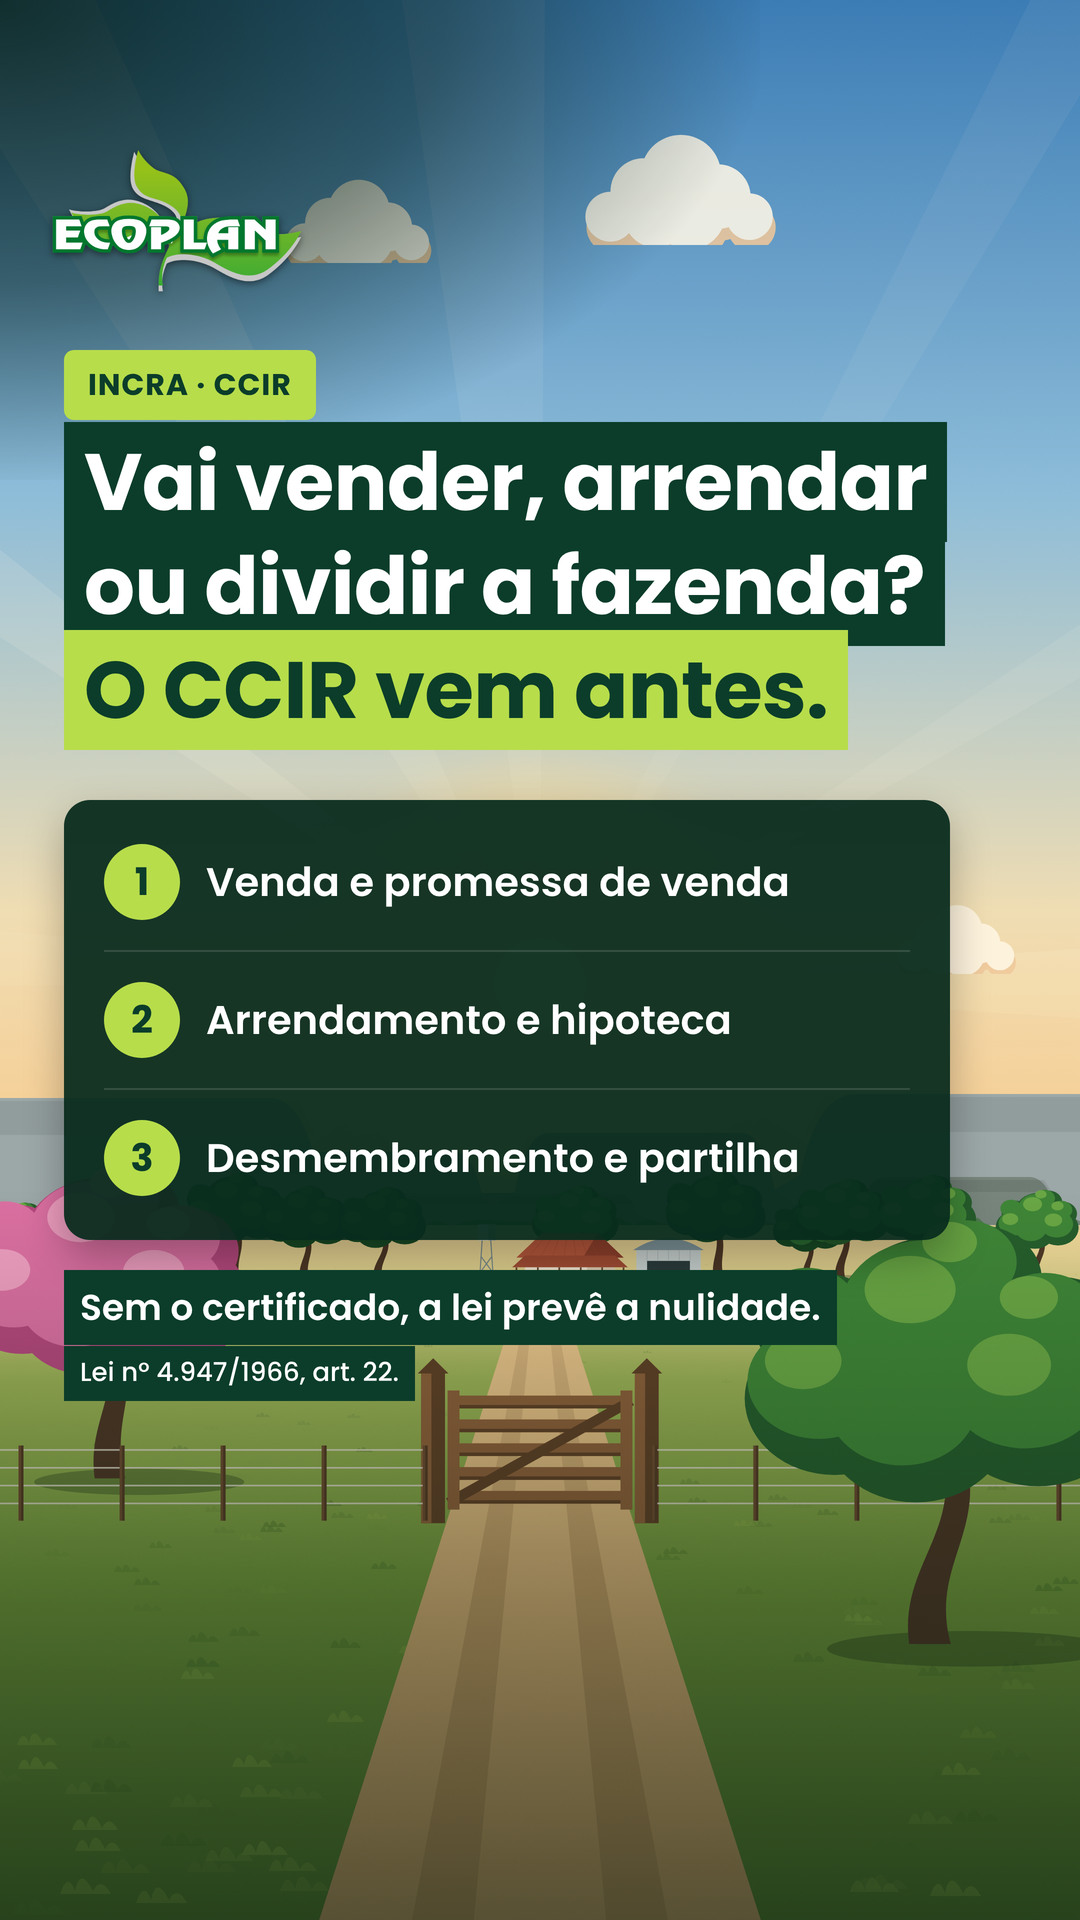 ECOPLAN
INCRA · CCIR
Vai vender, arrendar
ou dividir a fazenda?
O CCIR vem antes.
1 Venda e promessa de venda
2 Arrendamento e hipoteca
3 Desmembramento e partilha
Sem o certificado, a lei prevê a nulidade.
Lei nº 4.947/1966, art. 22.